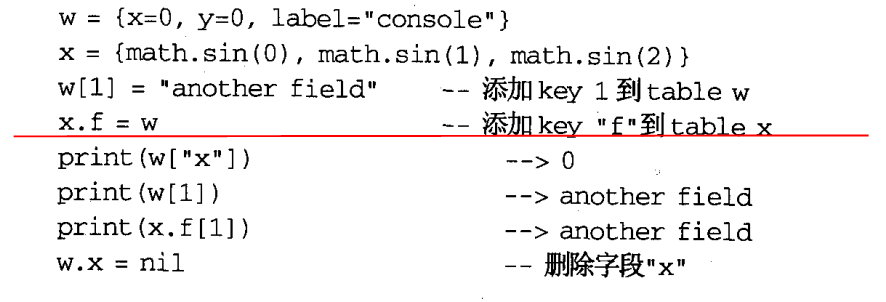 w = {x=0, y=0, label="console"}
x = {math.sin(0), math.sin(1), math.sin(2)}
w[1] = "another field" -- 添加key 1 到table w
x.f = w -- 添加key "f"到table x
print(w["x"]) --> 0
print(w[1]) --> another field
print(x.f[1]) --> another field
w.x = nil -- 删除字段"x"